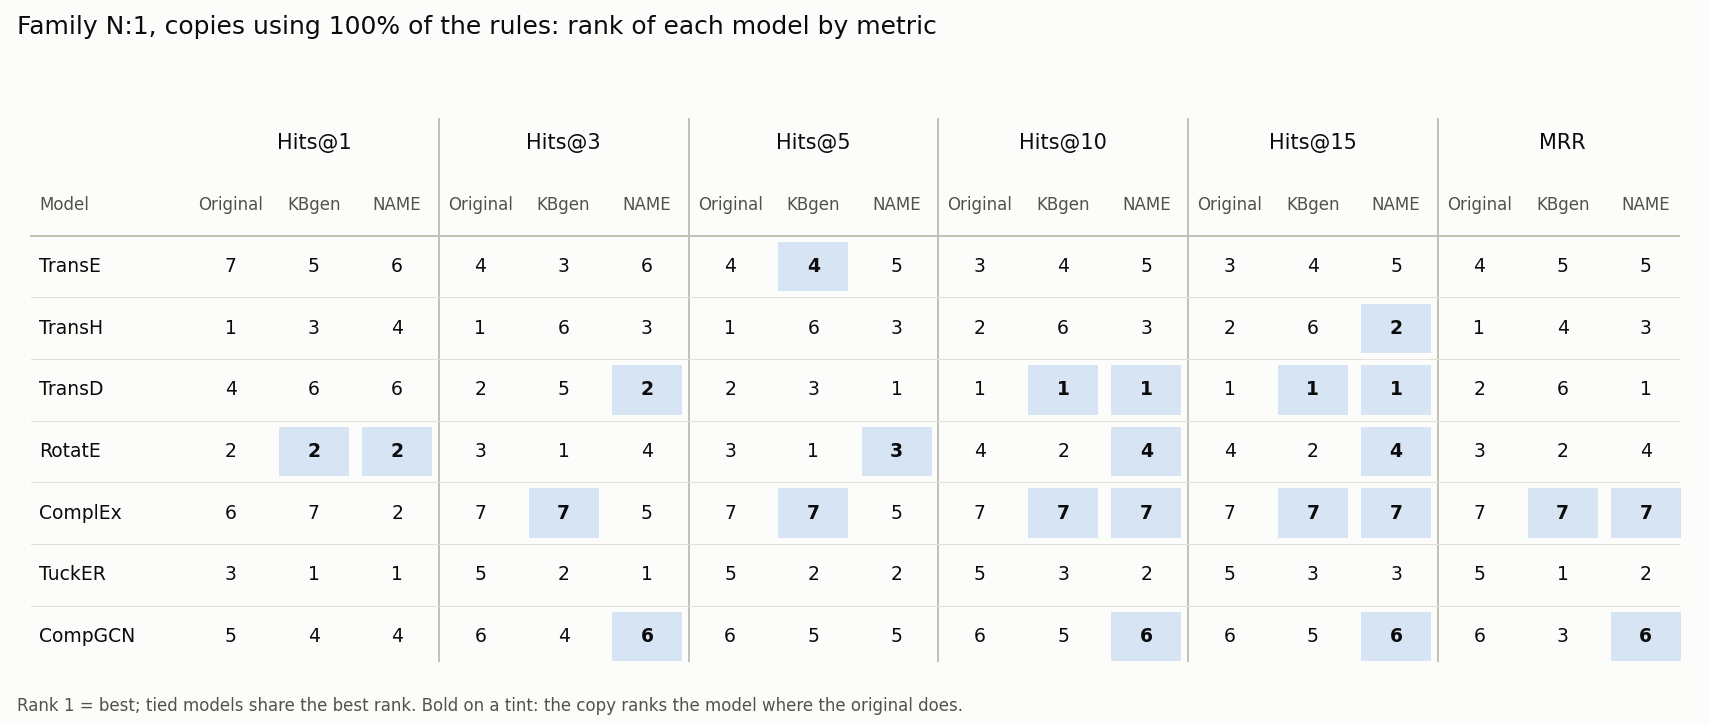 Family N:1, copies using 100% of the rules: rank of each model by metric
Hits@1 Hits@3 Hits@5 Hits@10 Hits@15 MRR
Model Original KBgen NAME Original KBgen NAME Original KBgen NAME Original KBgen NAME Original KBgen NAME Original KBgen NAME
TransE 7 5 6 4 3 6 4 4 5 3 4 5 3 4 5 4 5 5
TransH 1 3 4 1 6 3 1 6 3 2 6 3 2 6 2 1 4 3
TransD 4 6 6 2 5 2 2 3 1 1 1 1 1 1 1 2 6 1
RotatE 2 2 2 3 1 4 3 1 3 4 2 4 4 2 4 3 2 4
ComplEx 6 7 2 7 7 5 7 7 5 7 7 7 7 7 7 7 7 7
TuckER 3 1 1 5 2 1 5 2 2 5 3 2 5 3 3 5 1 2
CompGCN 5 4 4 6 4 6 6 5 5 6 5 6 6 5 6 6 3 6
Rank 1 = best; tied models share the best rank. Bold on a tint: the copy ranks the model where the original does.